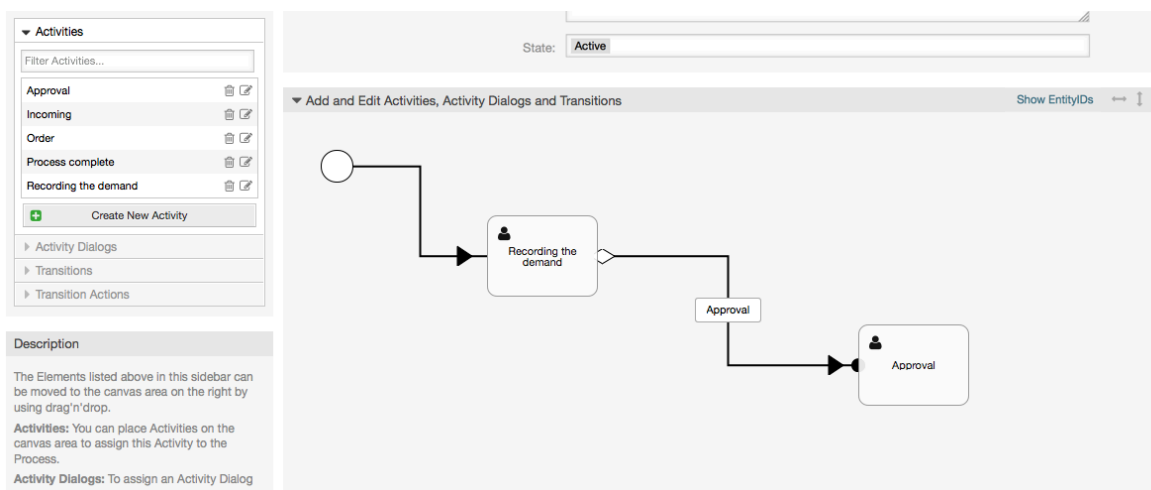 Activities
Filter Activities...
Approval
Incoming
Order
Process complete
Recording the demand
Create New Activity
Activity Dialogs
Transitions
Transition Actions
Description
The Elements listed above in this sidebar can
be moved to the canvas area on the right by
using drag'n'drop.
Activities: You can place Activities on the
canvas area to assign this Activity to the
Process.
Activity Dialogs: To assign an Activity Dialog
State: Active
Add and Edit Activities, Activity Dialogs and Transitions
Show EntityIDs
Recording the
demand
Approval
Approval